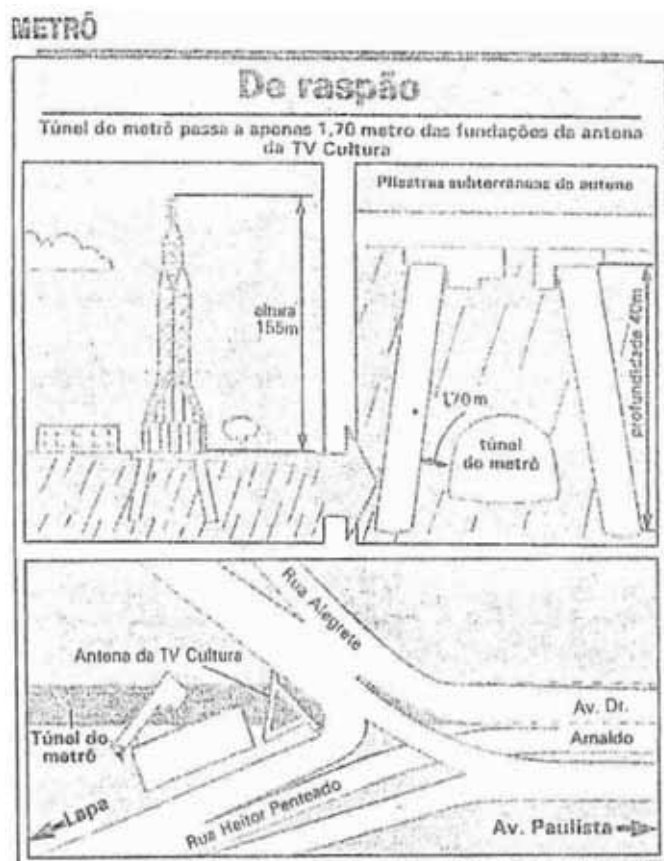 METRÔ
De raspão
Túnel do metrô passa a apenas 1,70 metro das fundações da antena
da TV Cultura
altura
155m
Pilastras subterrâneas da antena
profundidade 40m
1,70 m
túnel
do metrô
Rua Alegrete
Antena da TV Cultura
Av. Dr.
Arnaldo
Túnel do
metrô
Lapa
Rua Heitor Penteado
Av. Paulista